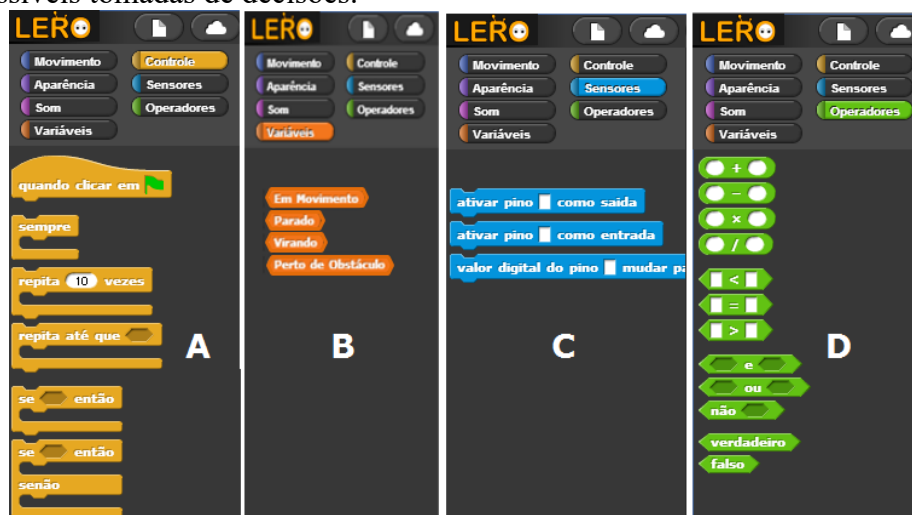 ssíveis tomadas de decisões.
LERO
Movimento Controle
Aparência Sensores
Som Operadores
Variáveis
quando clicar em
sempre
repita 10 vezes
repita até que
se então
se então
senão
A
LERO
Movimento Controle
Aparência Sensores
Som Operadores
Variáveis
Em Movimento
Parado
Virando
Perto de Obstáculo
B
LERO
Movimento Controle
Aparência Sensores
Som Operadores
Variáveis
ativar pino como saida
ativar pino como entrada
valor digital do pino mudar pa
C
LERO
Movimento Controle
Aparência Sensores
Som Operadores
Variáveis
+
-
×
/
<
=
>
e
ou
não
verdadeiro
falso
D